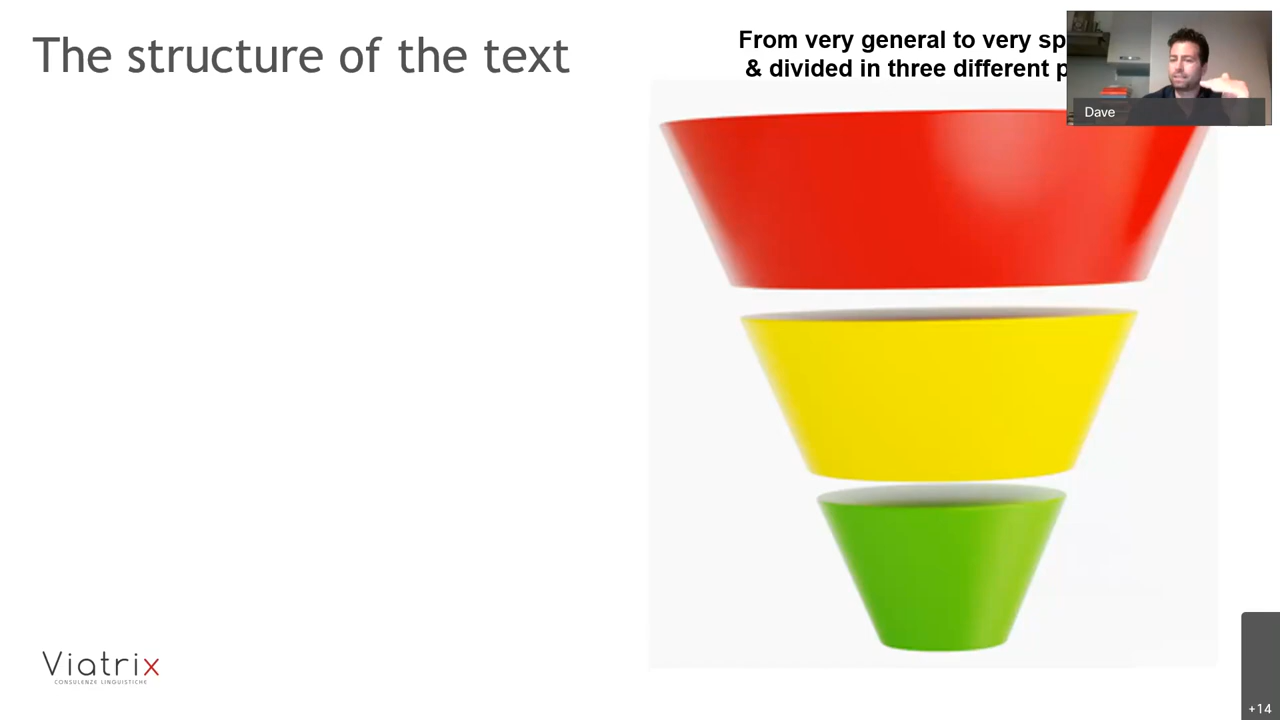 The structure of the text
From very general to very
& divided in three different
Dave
Viatrix
CONSULENZE LINGUISTICHE
+14